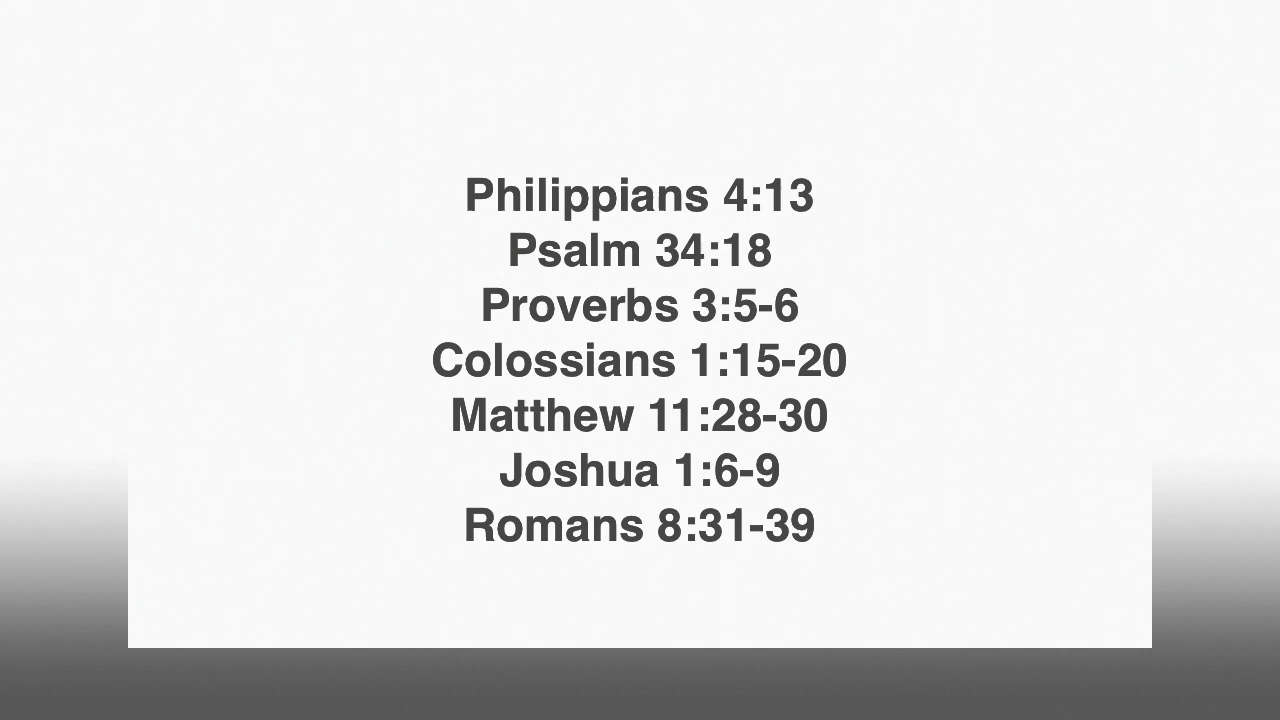 Philippians 4:13
Psalm 34:18
Proverbs 3:5-6
Colossians 1:15-20
Matthew 11:28-30
Joshua 1:6-9
Romans 8:31-39